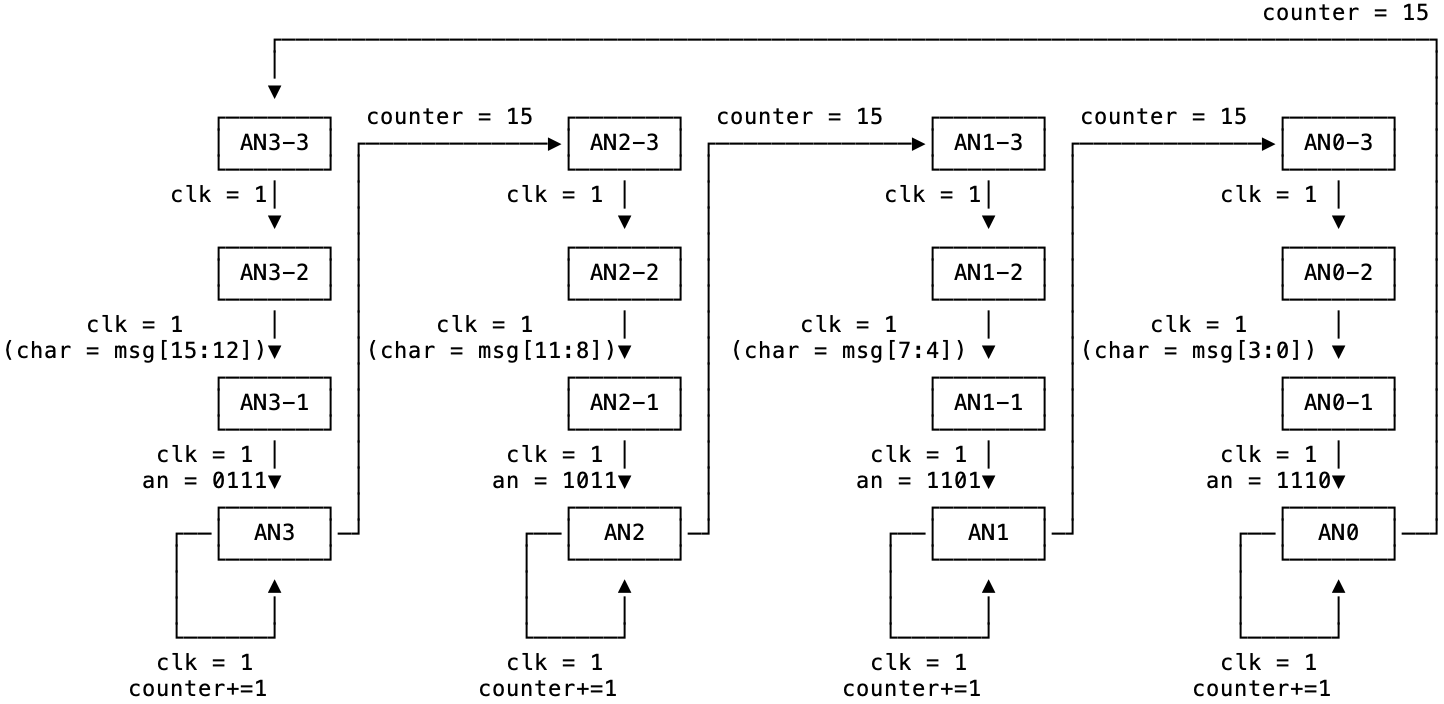 counter = 15
counter = 15 counter = 15 counter = 15
AN3-3 AN2-3 AN1-3 AN0-3
clk = 1 clk = 1 clk = 1 clk = 1
AN3-2 AN2-2 AN1-2 AN0-2
clk = 1 clk = 1 clk = 1 clk = 1
(char = msg[15:12]) (char = msg[11:8]) (char = msg[7:4]) (char = msg[3:0])
AN3-1 AN2-1 AN1-1 AN0-1
clk = 1 clk = 1 clk = 1 clk = 1
an = 0111 an = 1011 an = 1101 an = 1110
AN3 AN2 AN1 AN0
clk = 1 clk = 1 clk = 1 clk = 1
counter+=1 counter+=1 counter+=1 counter+=1